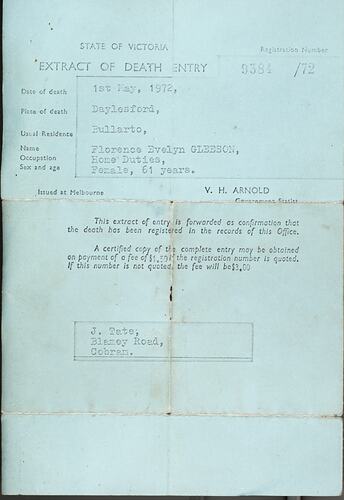 STATE OF VICTORIA
Registration Number
EXTRACT OF DEATH ENTRY
9384 /72
Date of death 1st May, 1972,
Place of death Daylesford,
Usual Residence Bullarto,
Name Florence Evelyn GLEESON,
Occupation Home Duties,
Sex and age Female, 61 years.
Issued at Melbourne V. H. ARNOLD
Government Statist
This extract of entry is forwarded as confirmation that
the death has been registered in the records of this Office.
A certified copy of the complete entry may be obtained
on payment of a fee of $1.50 if the registration number is quoted.
If this number is not quoted, the fee will be $3.00
J. Tate,
Blamey Road,
Cobram.